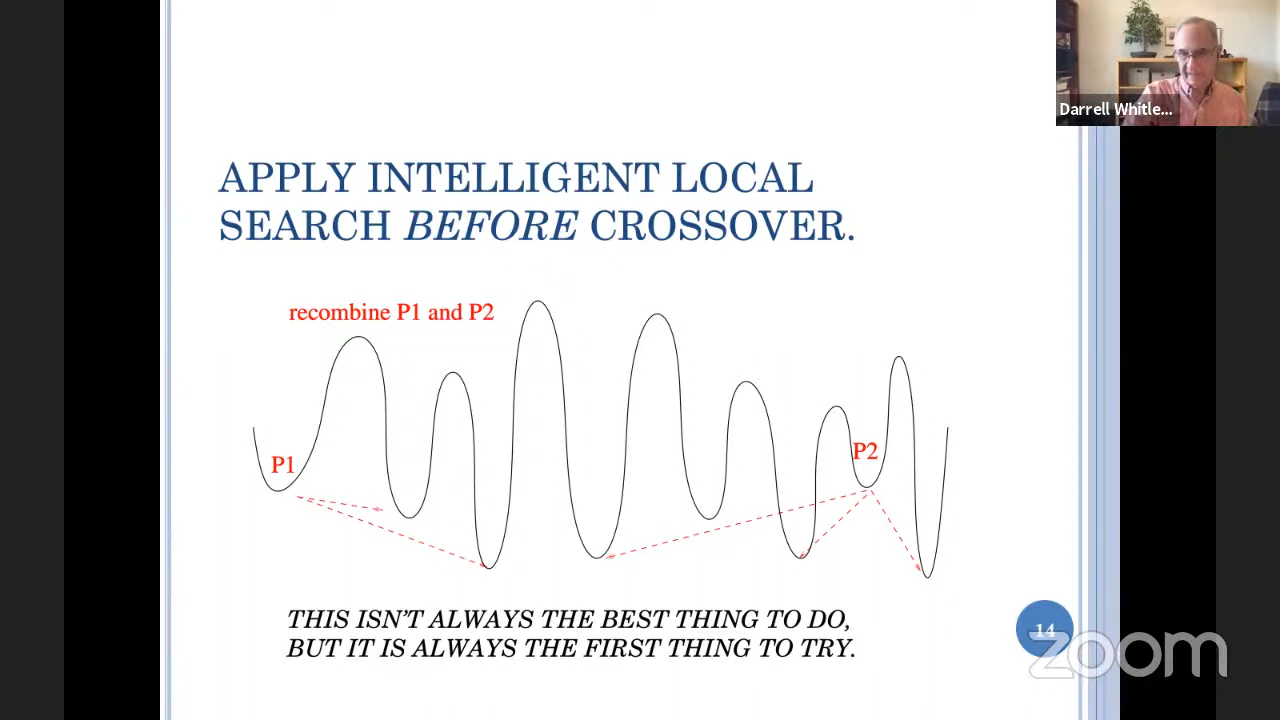 Darrell Whitle...
APPLY INTELLIGENT LOCAL
SEARCH BEFORE CROSSOVER.
recombine P1 and P2
P1
P2
THIS ISN'T ALWAYS THE BEST THING TO DO,
BUT IT IS ALWAYS THE FIRST THING TO TRY.
14
zoom